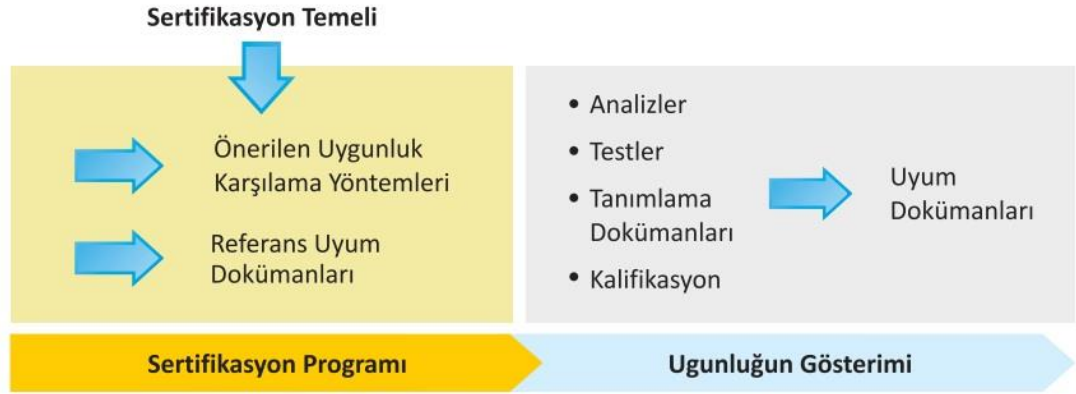 Sertifikasyon Temeli
Önerilen Uygunluk
Karşılama Yöntemleri
Referans Uyum
Dokümanları
• Analizler
• Testler
• Tanımlama
Dokümanları
• Kalifikasyon
Uyum
Dokümanları
Sertifikasyon Programı
Ugunluğun Gösterimi